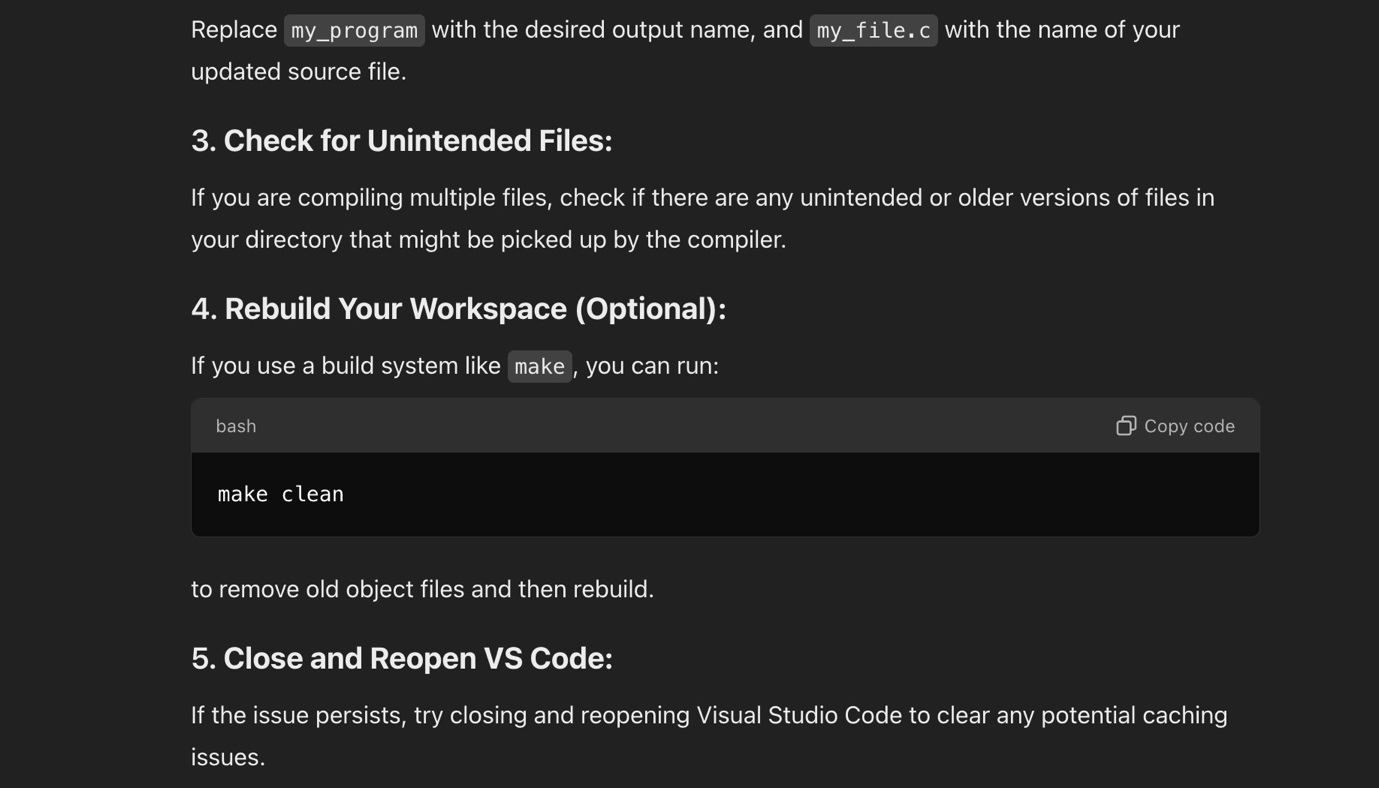 Replace my_program with the desired output name, and my_file.c with the name of your
updated source file.
3. Check for Unintended Files:
If you are compiling multiple files, check if there are any unintended or older versions of files in
your directory that might be picked up by the compiler.
4. Rebuild Your Workspace (Optional):
If you use a build system like make, you can run:
bash Copy code
make clean
to remove old object files and then rebuild.
5. Close and Reopen VS Code:
If the issue persists, try closing and reopening Visual Studio Code to clear any potential caching
issues.